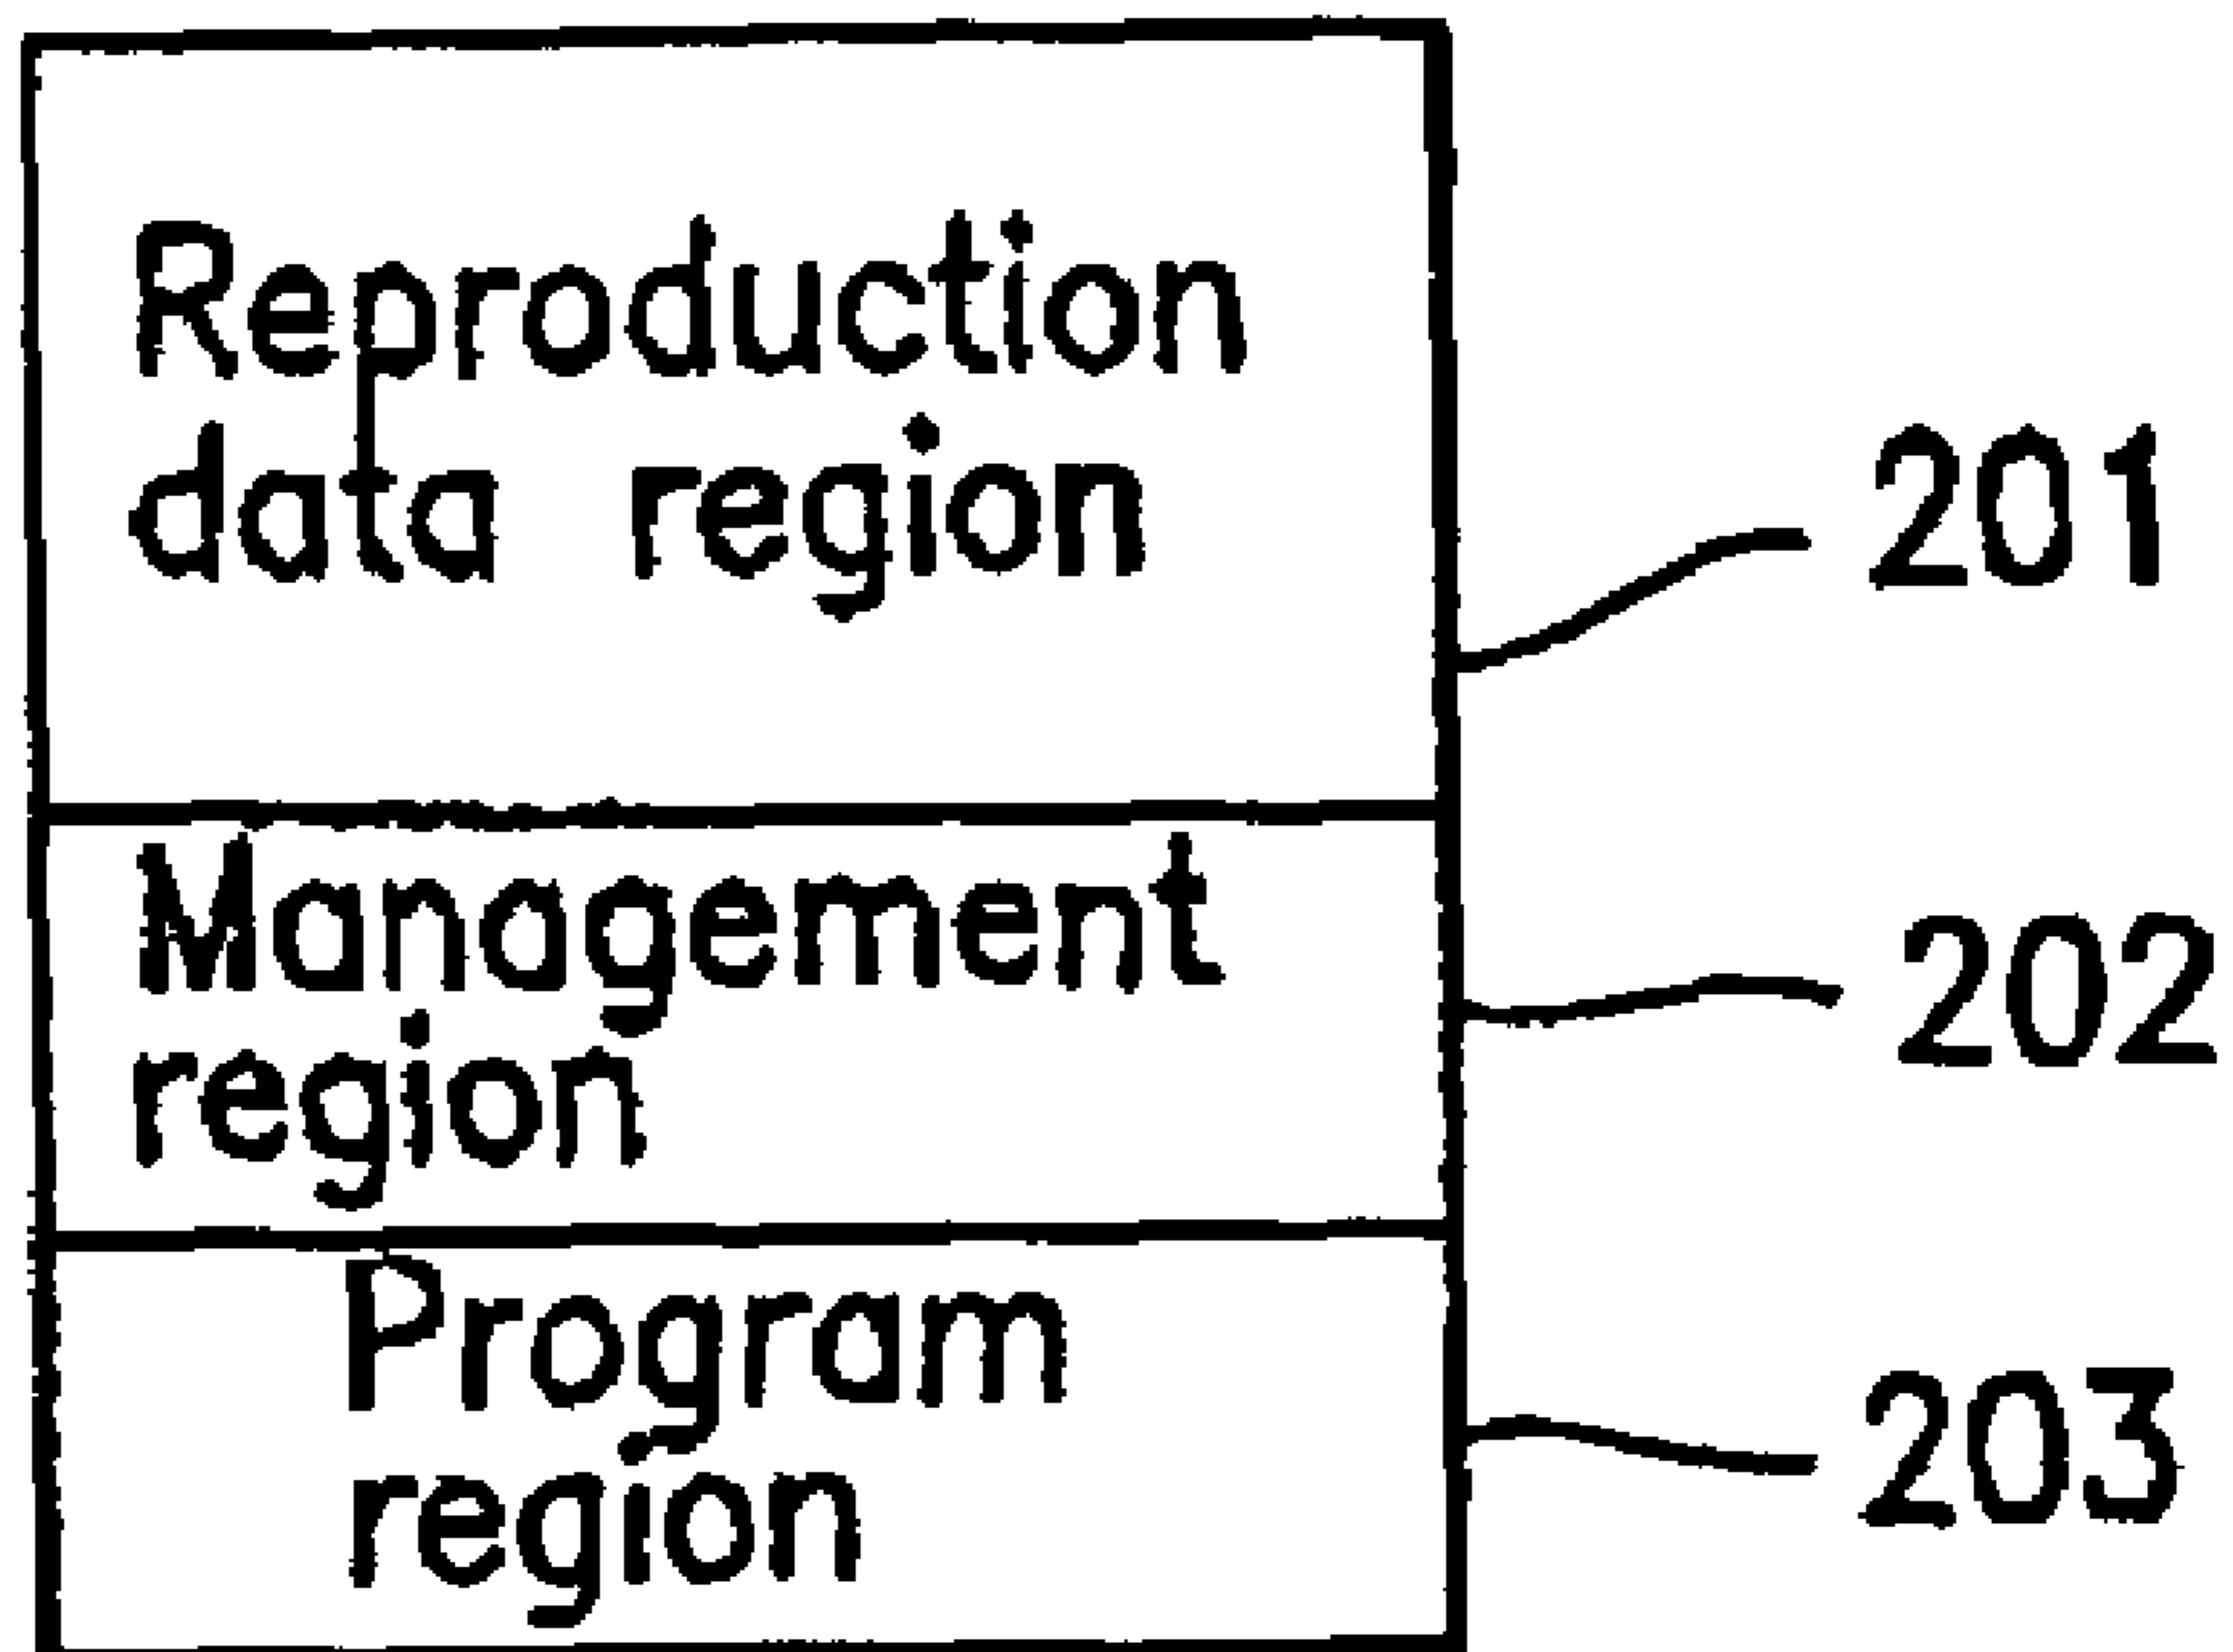 Reproduction
data region
201
Management
region
202
Program
region
203